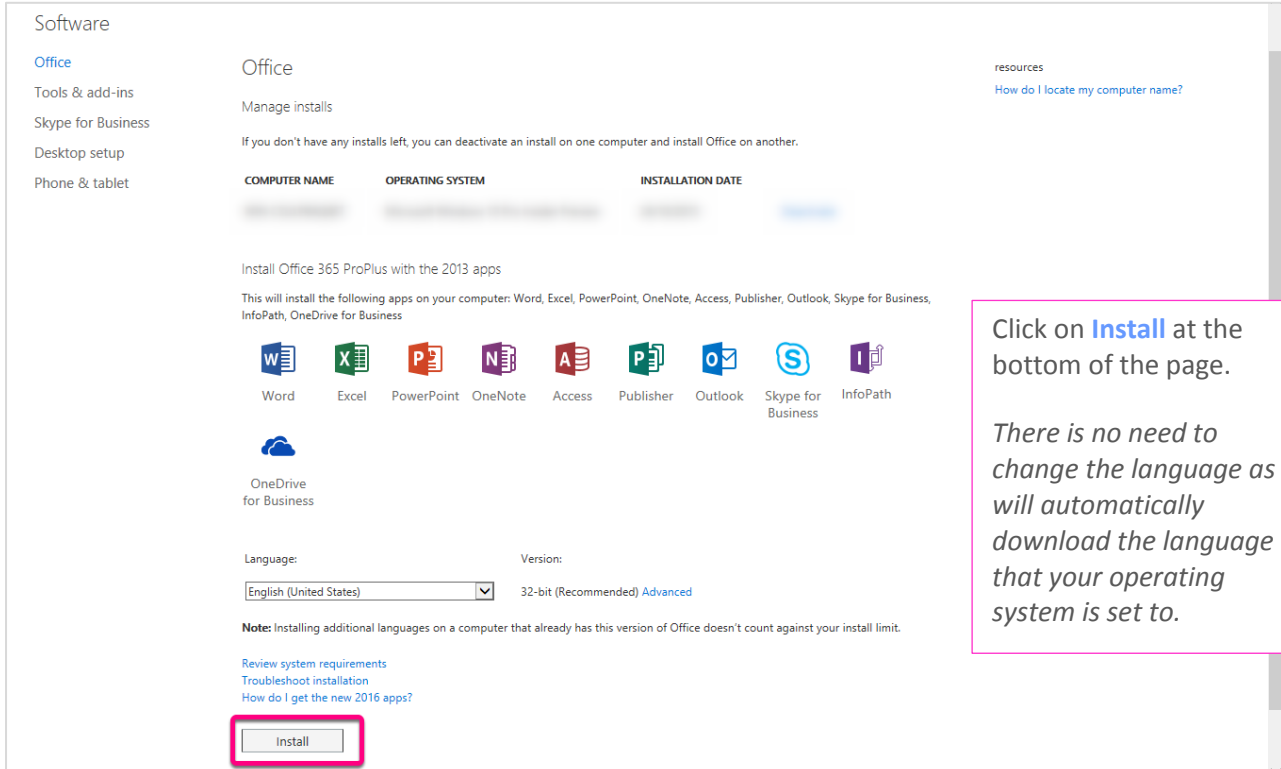 Software
Office
Tools & add-ins
Skype for Business
Desktop setup
Phone & tablet
Office
Manage installs
If you don't have any installs left, you can deactivate an install on one computer and install Office on another.
COMPUTER NAME OPERATING SYSTEM INSTALLATION DATE
Install Office 365 ProPlus with the 2013 apps
This will install the following apps on your computer: Word, Excel, PowerPoint, OneNote, Access, Publisher, Outlook, Skype for Business,
InfoPath, OneDrive for Business
Word Excel PowerPoint OneNote Access Publisher Outlook Skype for InfoPath
Business
OneDrive
for Business
Language: Version:
English (United States) 32-bit (Recommended) Advanced
Note: Installing additional languages on a computer that already has this version of Office doesn't count against your install limit.
Review system requirements
Troubleshoot installation
How do I get the new 2016 apps?
Install
resources
How do I locate my computer name?
Click on Install at the
bottom of the page.
There is no need to
change the language as
will automatically
download the language
that your operating
system is set to.